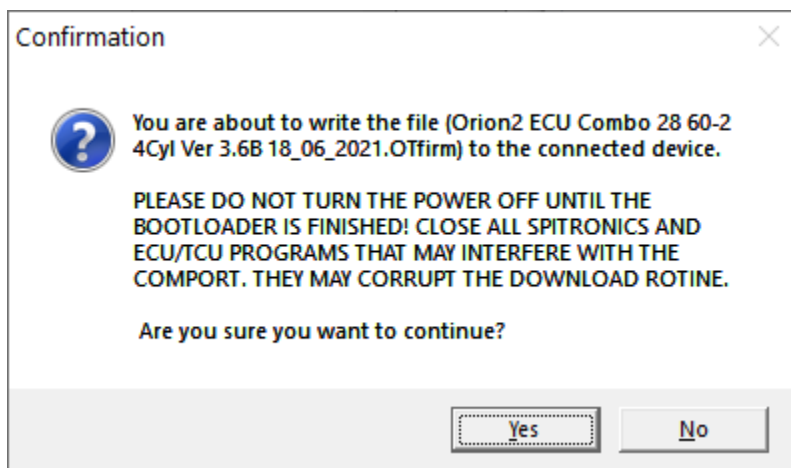 Confirmation
You are about to write the file (Orion2 ECU Combo 28 60-2
4Cyl Ver 3.6B 18_06_2021.OTfirm) to the connected device.
PLEASE DO NOT TURN THE POWER OFF UNTIL THE
BOOTLOADER IS FINISHED! CLOSE ALL SPITRONICS AND
ECU/TCU PROGRAMS THAT MAY INTERFERE WITH THE
COMPORT. THEY MAY CORRUPT THE DOWNLOAD ROTINE.
Are you sure you want to continue?
Yes
No